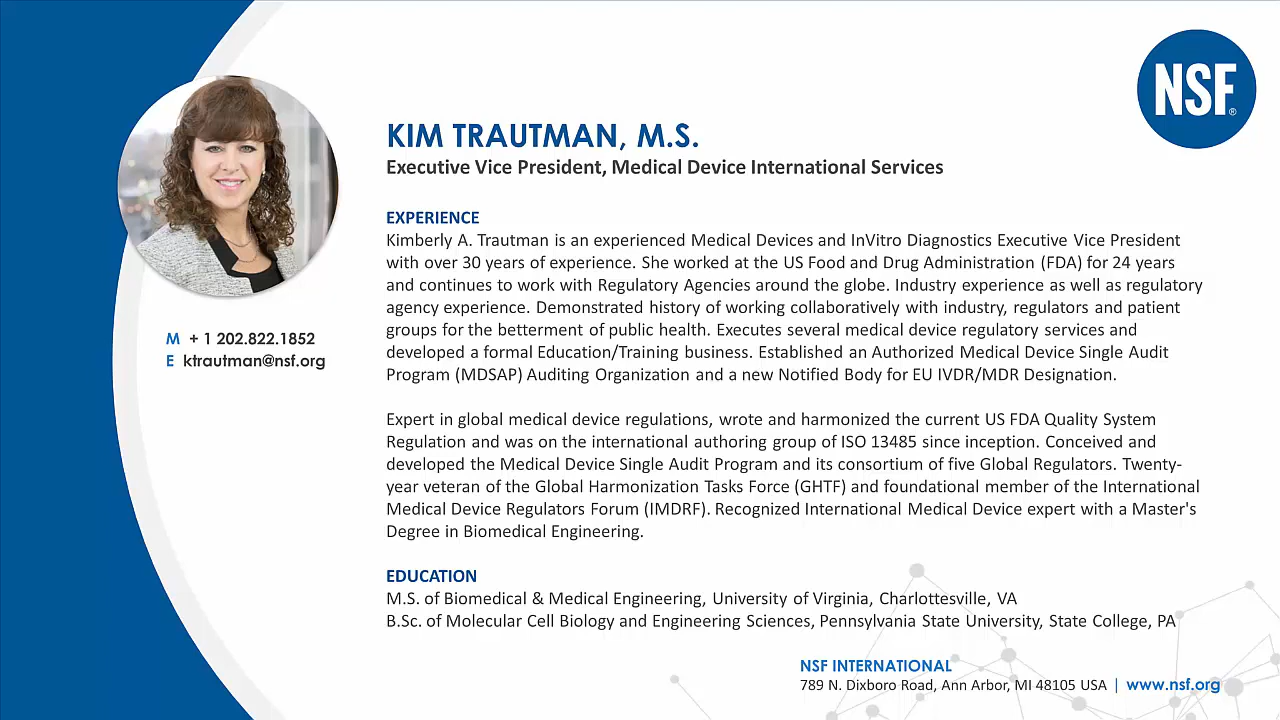 NSF®
KIM TRAUTMAN, M.S.
Executive Vice President, Medical Device International Services
EXPERIENCE
Kimberly A. Trautman is an experienced Medical Devices and InVitro Diagnostics Executive Vice President
with over 30 years of experience. She worked at the US Food and Drug Administration (FDA) for 24 years
and continues to work with Regulatory Agencies around the globe. Industry experience as well as regulatory
agency experience. Demonstrated history of working collaboratively with industry, regulators and patient
groups for the betterment of public health. Executes several medical device regulatory services and
developed a formal Education/Training business. Established an Authorized Medical Device Single Audit
Program (MDSAP) Auditing Organization and a new Notified Body for EU IVDR/MDR Designation.
M + 1 202.822.1852
E ktrautman@nsf.org
Expert in global medical device regulations, wrote and harmonized the current US FDA Quality System
Regulation and was on the international authoring group of ISO 13485 since inception. Conceived and
developed the Medical Device Single Audit Program and its consortium of five Global Regulators. Twenty-
year veteran of the Global Harmonization Tasks Force (GHTF) and foundational member of the International
Medical Device Regulators Forum (IMDRF). Recognized International Medical Device expert with a Master's
Degree in Biomedical Engineering.
EDUCATION
M.S. of Biomedical & Medical Engineering, University of Virginia, Charlottesville, VA
B.Sc. of Molecular Cell Biology and Engineering Sciences, Pennsylvania State University, State College, PA
NSF INTERNATIONAL
789 N. Dixboro Road, Ann Arbor, MI 48105 USA | www.nsf.org